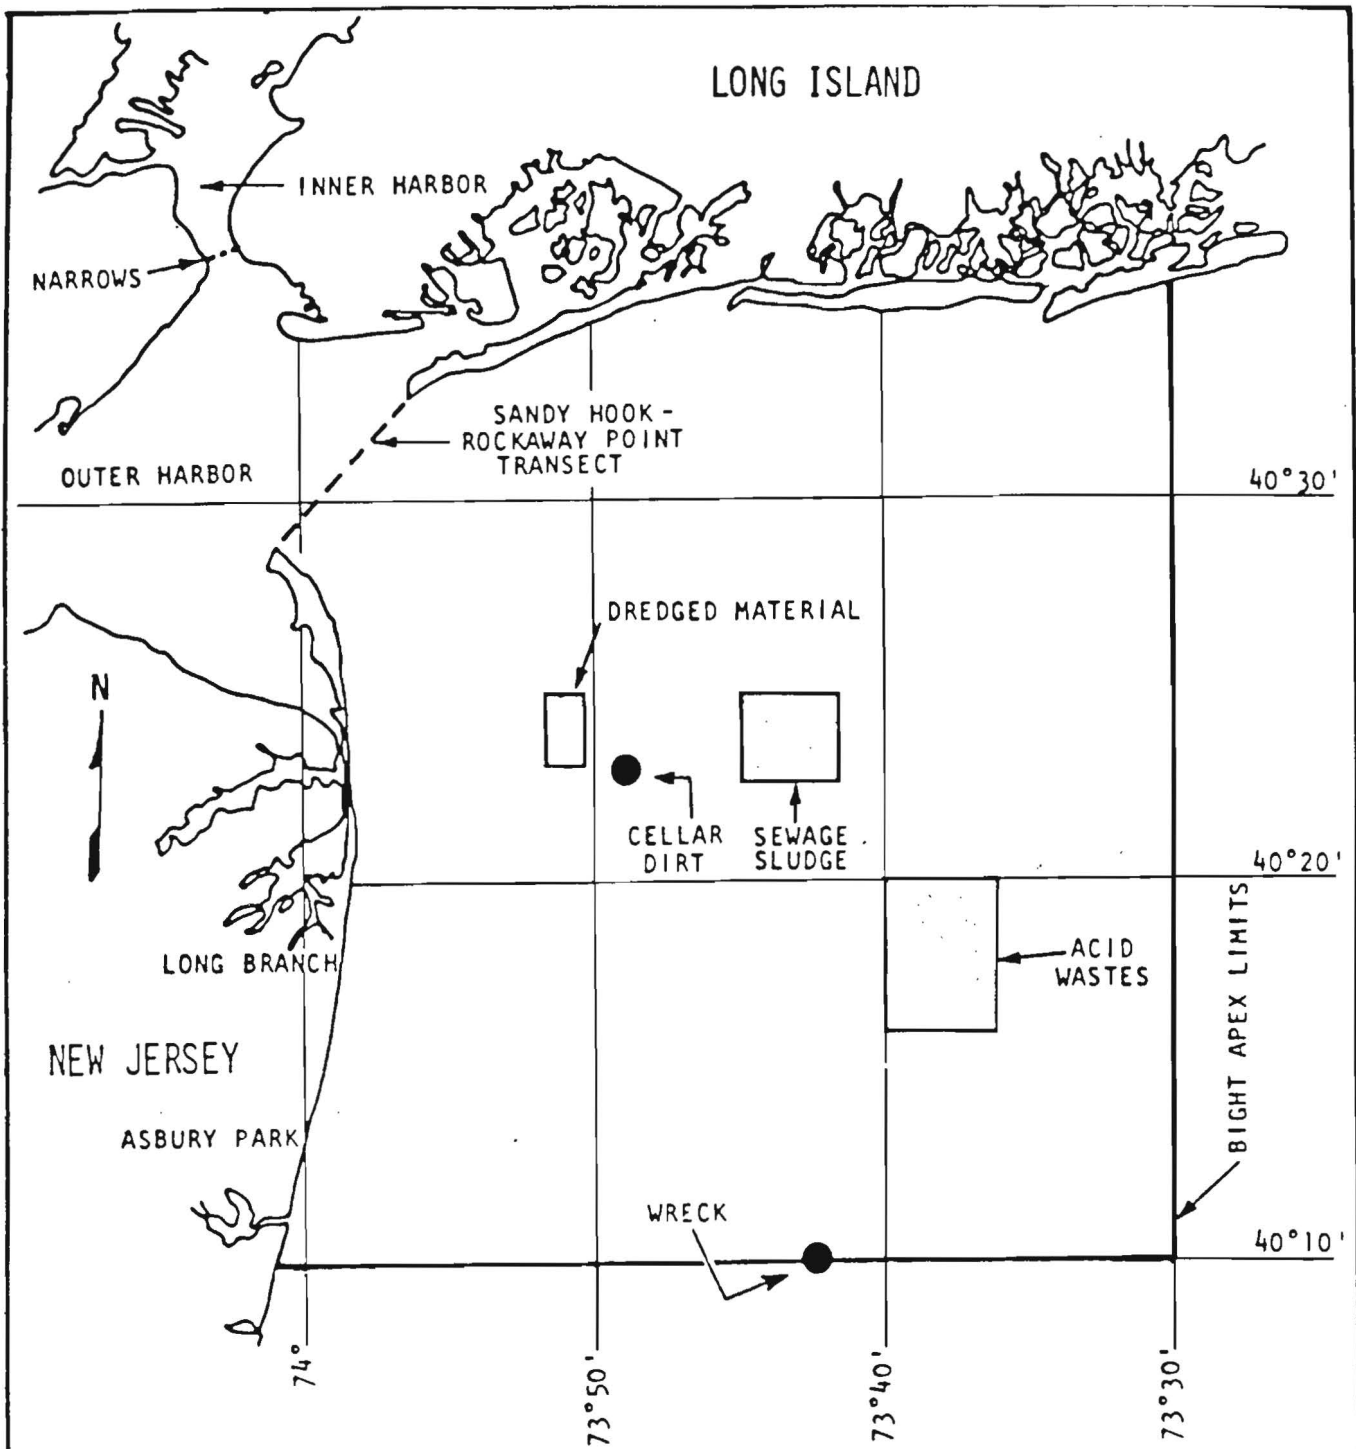 LONG ISLAND
INNER HARBOR
NARROWS
SANDY HOOK -
ROCKAWAY POINT
TRANSECT
OUTER HARBOR
40°30'
DREDGED MATERIAL
N
CELLAR
DIRT
SEWAGE
SLUDGE
40°20'
LONG BRANCH
ACID
WASTES
BIGHT APEX LIMITS
NEW JERSEY
ASBURY PARK
WRECK
40°10'
74°
73°50'
73°40'
73°30'